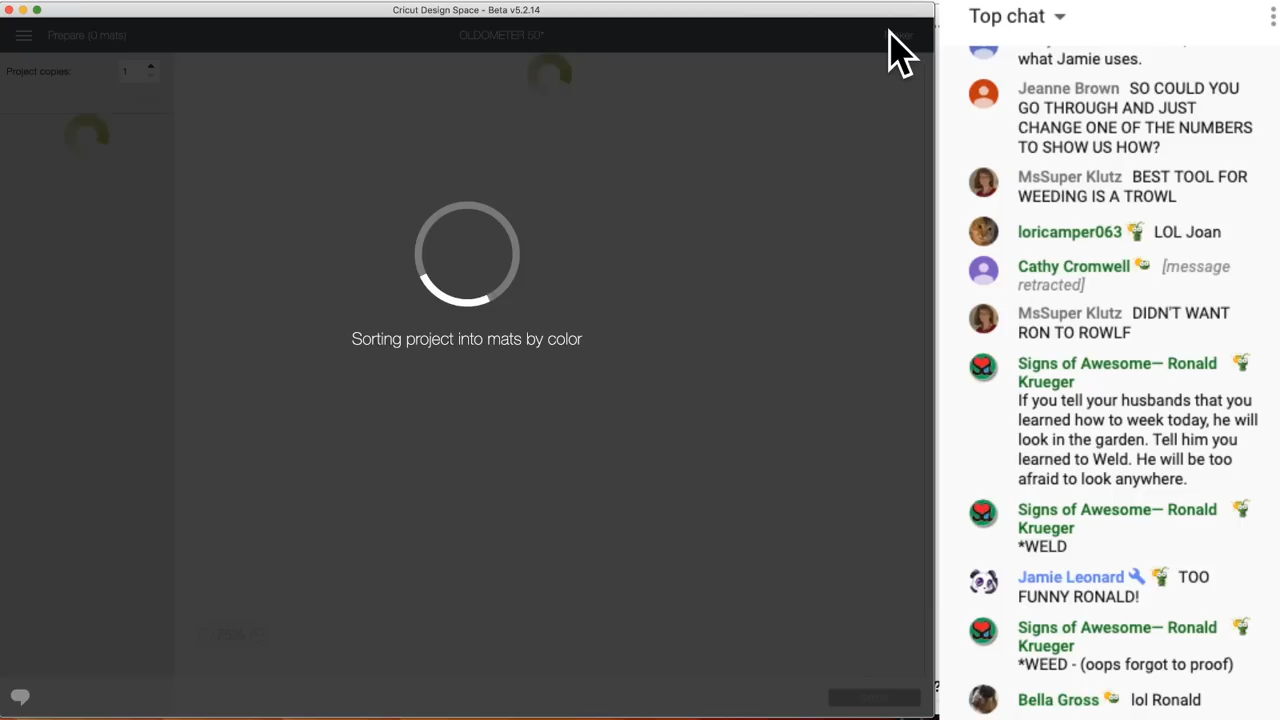 Cricut Design Space - Beta v5.2.14
Prepare (0 mats)
OLDOMETER 50*
Project copies:
1
Sorting project into mats by color
75%
Top chat
what Jamie uses.
Jeanne Brown SO COULD YOU
GO THROUGH AND JUST
CHANGE ONE OF THE NUMBERS
TO SHOW US HOW?
MsSuper Klutz BEST TOOL FOR
WEEDING IS A TROWL
loricamper063 LOL Joan
Cathy Cromwell [message
retracted]
MsSuper Klutz DIDN'T WANT
RON TO ROWLF
Signs of Awesome— Ronald
Krueger
If you tell your husbands that you
learned how to week today, he will
look in the garden. Tell him you
learned to Weld. He will be too
afraid to look anywhere.
Signs of Awesome— Ronald
Krueger
*WELD
Jamie Leonard TOO
FUNNY RONALD!
Signs of Awesome— Ronald
Krueger
*WEED - (oops forgot to proof)
Bella Gross lol Ronald